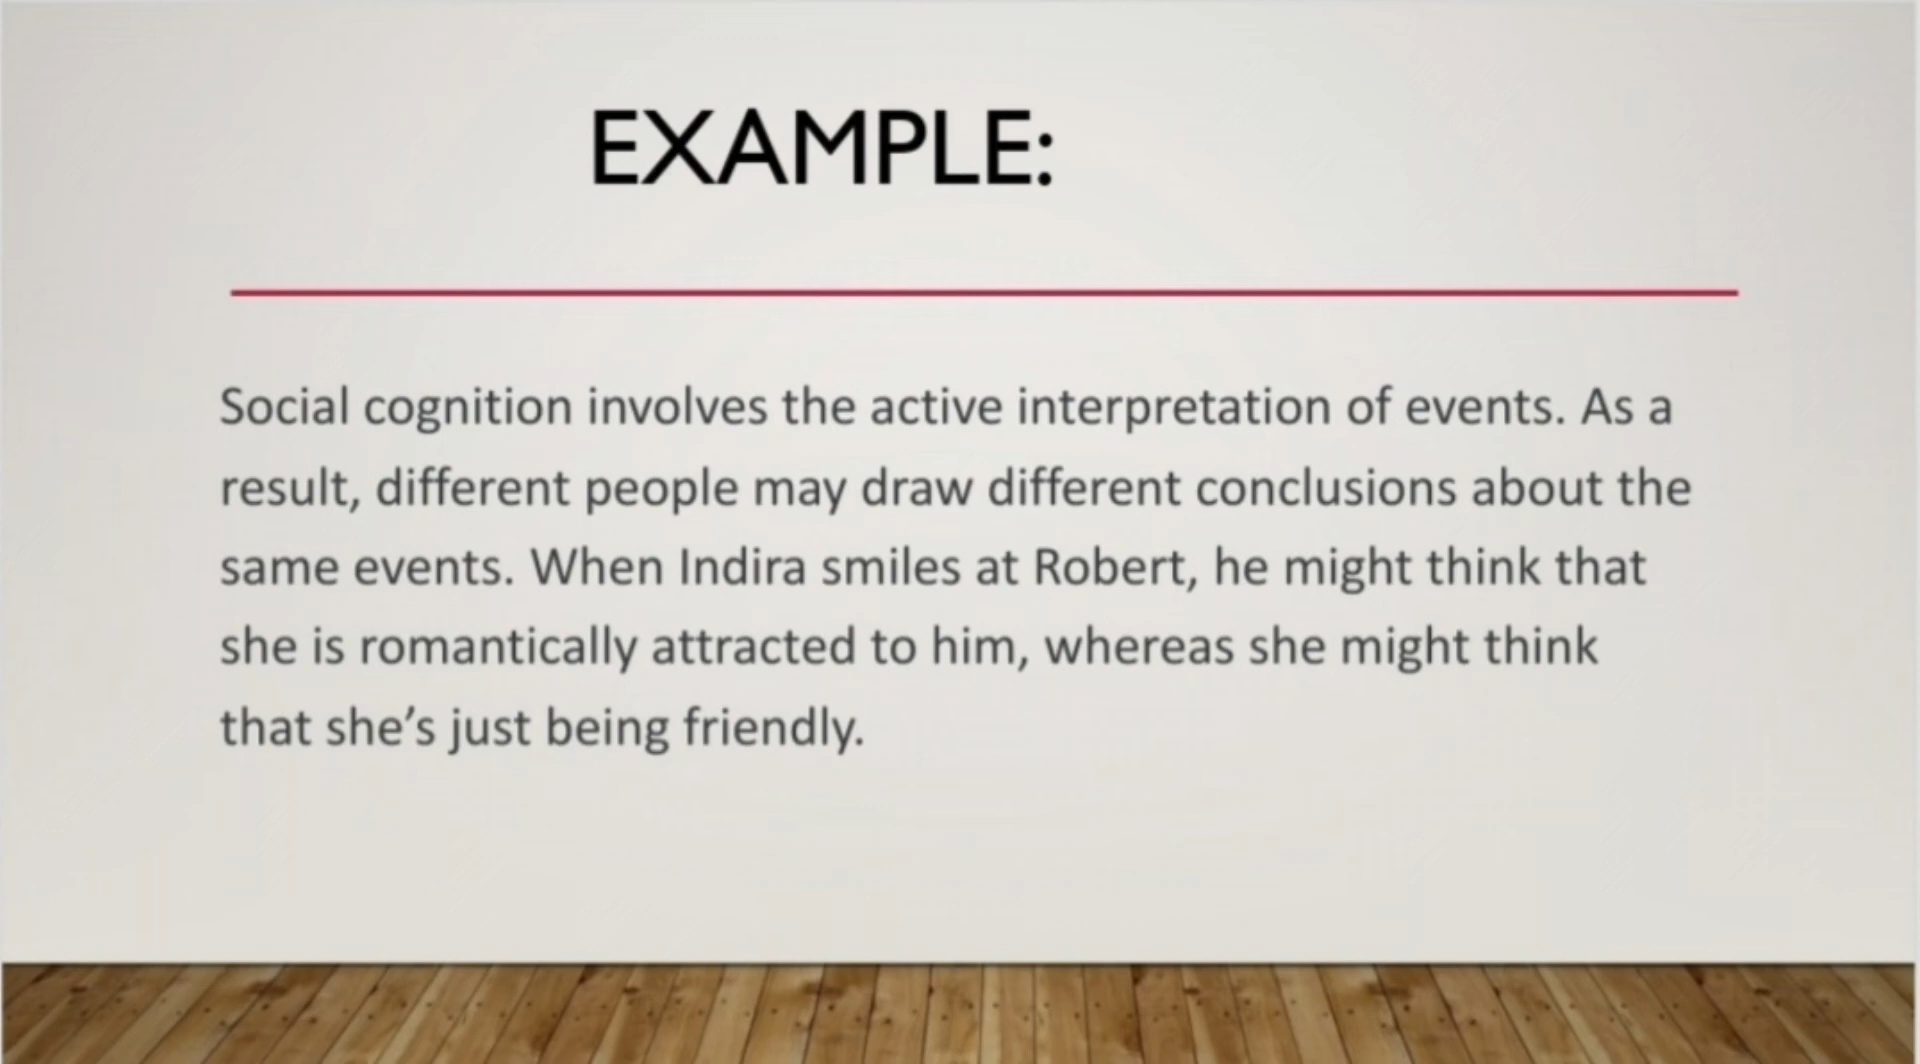 EXAMPLE:
Social cognition involves the active interpretation of events. As a
result, different people may draw different conclusions about the
same events. When Indira smiles at Robert, he might think that
she is romantically attracted to him, whereas she might think
that she’s just being friendly.